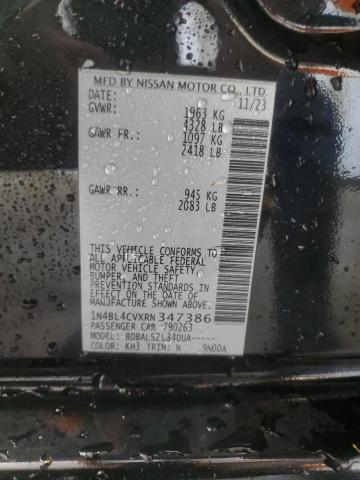 MFD BY NISSAN MOTOR CO., LTD
DATE: 11/23
GVWR: 1963 KG
4328 LB
GAWR FR: 1097 KG
2418 LB
GAWR RR: 945 KG
2083 LB
THIS VEHICLE CONFORMS TO
ALL APPLICABLE FEDERAL
MOTOR VEHICLE SAFETY,
BUMPER, AND THEFT
PREVENTION STANDARDS
IN EFFECT ON THE DATE OF
MANUFACTURE SHOWN ABOVE.
1N4BL4CVXRN347386
PASSENGER CAR 790263
MODEL: BDBALS2L34DUA-----
COLOR: KH3 TRIM: N 9N00A